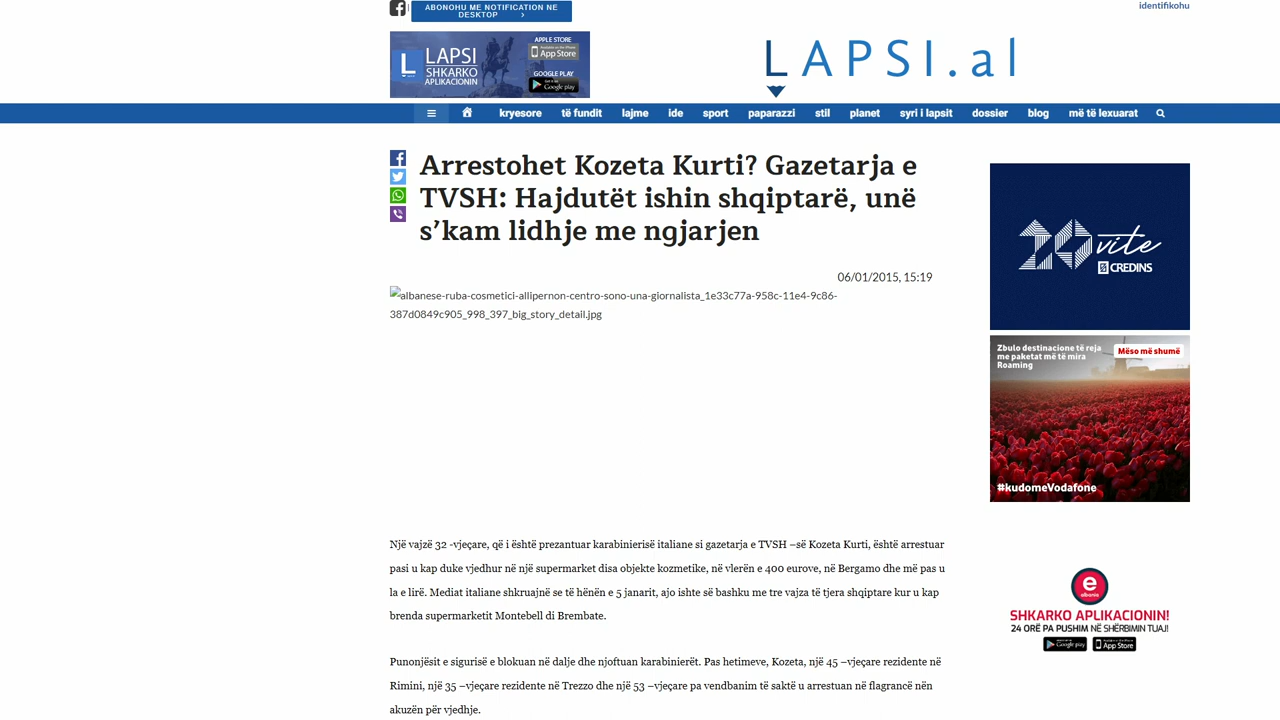 ABONOHU ME NOTIFICATION NE
DESKTOP ›
identifikohu
LAPSI
SHKARKO
APLIKACIONIN
APPLE STORE
Available on the iPhone
App Store
GOOGLE PLAY
Google play
LAPSI.al
kryesore të fundit lajme ide sport paparazzi stil planet syri i lapsit dossier blog më të lexuarat
Arrestohet Kozeta Kurti? Gazetarja e
TVSH: Hajdutët ishin shqiptarë, unë
s’kam lidhje me ngjarjen
06/01/2015, 15:19
albanese-ruba-cosmetici-allipernon-centro-sono-una-giornalista_1e33c77a-958c-11e4-9c86-
387d0849c905_998_397_big_story_detail.jpg
20 vite
CREDINS
Zbulo destinacione të reja
me paketat më të mira
Roaming
Mëso më shumë
#kudomeVodafone
Një vajzë 32 -vjeçare, që i është prezantuar karabinierisë italiane si gazetarja e TVSH –së Kozeta Kurti, është arrestuar
pasi u kap duke vjedhur në një supermarket disa objekte kozmetike, në vlerën e 400 eurove, në Bergamo dhe më pas u
la e lirë. Mediat italiane shkruajnë se të hënën e 5 janarit, ajo ishte së bashku me tre vajza të tjera shqiptare kur u kap
brenda supermarketit Montebell di Brembate.
e
albania
SHKARKO APLIKACIONIN!
24 ORË PA PUSHIM NË SHËRBIMIN TUAJ!
Google play App Store
Punonjësit e sigurisë e blokuan në dalje dhe njoftuan karabinierët. Pas hetimeve, Kozeta, një 45 –vjeçare rezidente në
Rimini, një 35 –vjeçare rezidente në Trezzo dhe një 53 –vjeçare pa vendbanim të saktë u arrestuan në flagrancë nën
akuzën për vjedhje.